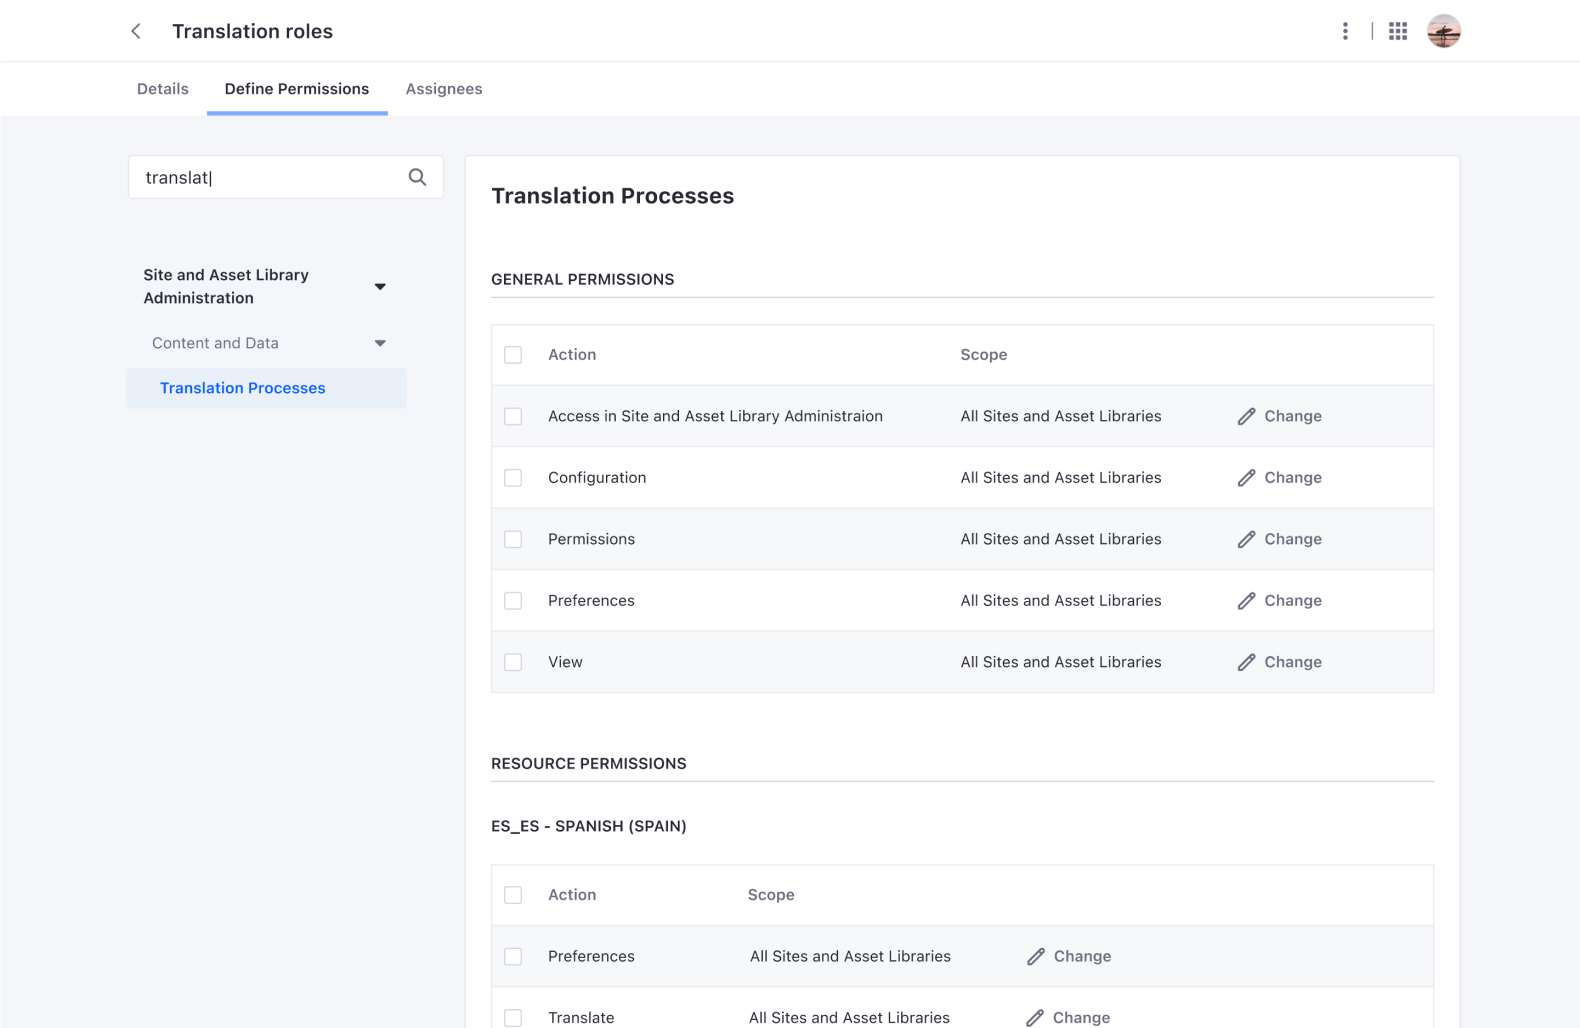 Translation roles
Details
Define Permissions
Assignees
translat
Site and Asset Library
Administration
Content and Data
Translation Processes
Translation Processes
GENERAL PERMISSIONS
Action Scope
Access in Site and Asset Library Administraion All Sites and Asset Libraries Change
Configuration All Sites and Asset Libraries Change
Permissions All Sites and Asset Libraries Change
Preferences All Sites and Asset Libraries Change
View All Sites and Asset Libraries Change
RESOURCE PERMISSIONS
ES_ES - SPANISH (SPAIN)
Action Scope
Preferences All Sites and Asset Libraries Change
Translate All Sites and Asset Libraries Change